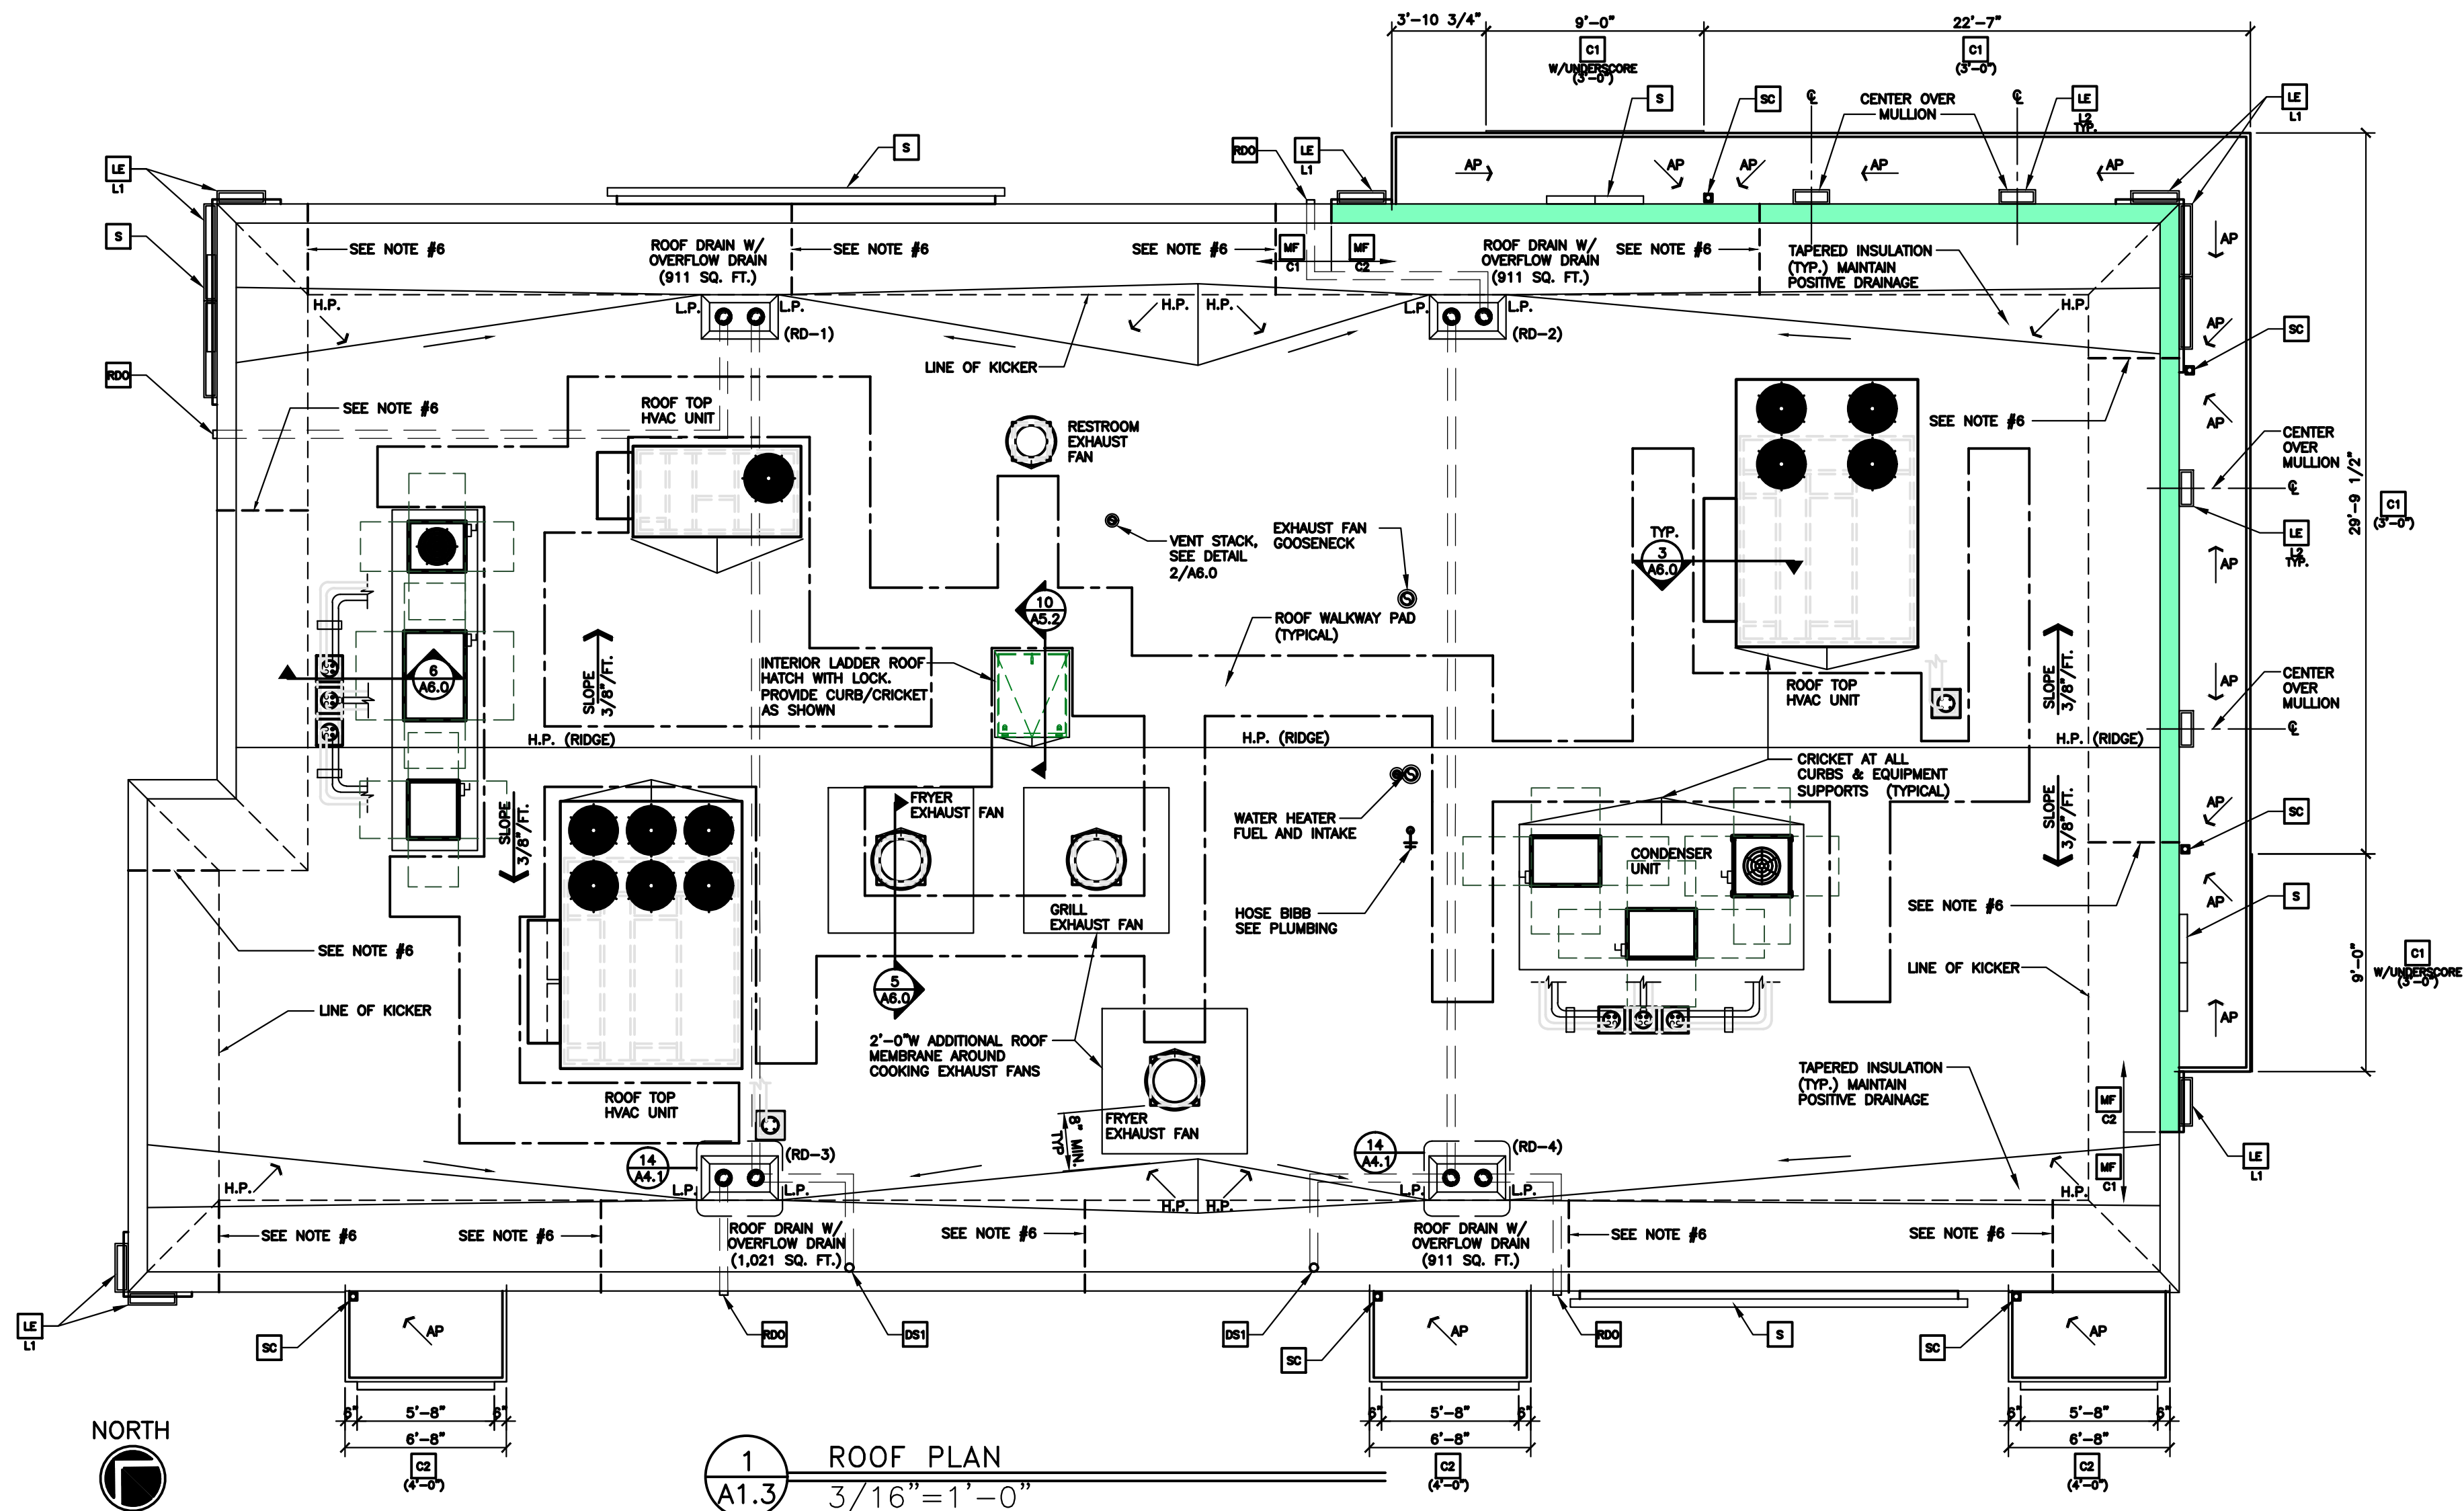 3'-10 3/4"
9'-0"
22'-7"
C1
W/UNDERSCORE
(3'-0")
C1
(3'-0")
S
SC
℄
CENTER OVER
MULLION
℄
LE
L2
TYP.
LE
L1
S
RDO
LE
L1
LE
L1
AP
AP
AP
AP
AP
S
SEE NOTE #6
ROOF DRAIN W/
OVERFLOW DRAIN
(911 SQ. FT.)
SEE NOTE #6
SEE NOTE #6
MF
C1
MF
C2
ROOF DRAIN W/
OVERFLOW DRAIN
(911 SQ. FT.)
SEE NOTE #6
TAPERED INSULATION
(TYP.) MAINTAIN
POSITIVE DRAINAGE
AP
H.P.
L.P.
L.P.
(RD-1)
H.P.
H.P.
L.P.
L.P.
(RD-2)
H.P.
AP
SC
LINE OF KICKER
RDO
SEE NOTE #6
ROOF TOP
HVAC UNIT
RESTROOM
EXHAUST
FAN
SEE NOTE #6
AP
CENTER
OVER
MULLION
℄
29'-9 1/2"
C1
(3'-0")
LE
L2
TYP.
VENT STACK,
SEE DETAIL
2/A6.0
EXHAUST FAN
GOOSENECK
TYP.
3
A6.0
AP
10
A5.2
ROOF WALKWAY PAD
(TYPICAL)
INTERIOR LADDER ROOF
HATCH WITH LOCK.
PROVIDE CURB/CRICKET
AS SHOWN
SLOPE
3/8"/FT.
6
A6.0
ROOF TOP
HVAC UNIT
SLOPE
3/8"/FT.
AP
CENTER
OVER
MULLION
℄
H.P. (RIDGE)
H.P. (RIDGE)
H.P. (RIDGE)
CRICKET AT ALL
CURBS & EQUIPMENT
SUPPORTS (TYPICAL)
SLOPE
3/8"/FT.
SLOPE
3/8"/FT.
FRYER
EXHAUST FAN
WATER HEATER
FUEL AND INTAKE
AP
SC
CONDENSER
UNIT
GRILL
EXHAUST FAN
HOSE BIBB
SEE PLUMBING
SEE NOTE #6
AP
S
SEE NOTE #6
LINE OF KICKER
9'-0"
C1
W/UNDERSCORE
(3'-0")
LINE OF KICKER
5
A6.0
AP
2'-0"W ADDITIONAL ROOF
MEMBRANE AROUND
COOKING EXHAUST FANS
TAPERED INSULATION
(TYP.) MAINTAIN
POSITIVE DRAINAGE
ROOF TOP
HVAC UNIT
8" MIN.
TYP
FRYER
EXHAUST FAN
MF
C2
14
A4.1
(RD-3)
14
A4.1
(RD-4)
MF
C1
LE
L1
H.P.
L.P.
L.P.
H.P.
H.P.
L.P.
L.P.
H.P.
SEE NOTE #6
SEE NOTE #6
ROOF DRAIN W/
OVERFLOW DRAIN
(1,021 SQ. FT.)
SEE NOTE #6
ROOF DRAIN W/
OVERFLOW DRAIN
(911 SQ. FT.)
SEE NOTE #6
SEE NOTE #6
LE
L1
SC
AP
RDO
DS1
DS1
SC
AP
RDO
S
SC
AP
6"
5'-8"
6"
6'-8"
C2
(4'-0")
6"
5'-8"
6"
6'-8"
C2
(4'-0")
6"
5'-8"
6"
6'-8"
C2
(4'-0")
NORTH
1
A1.3
ROOF PLAN
3/16"=1'-0"